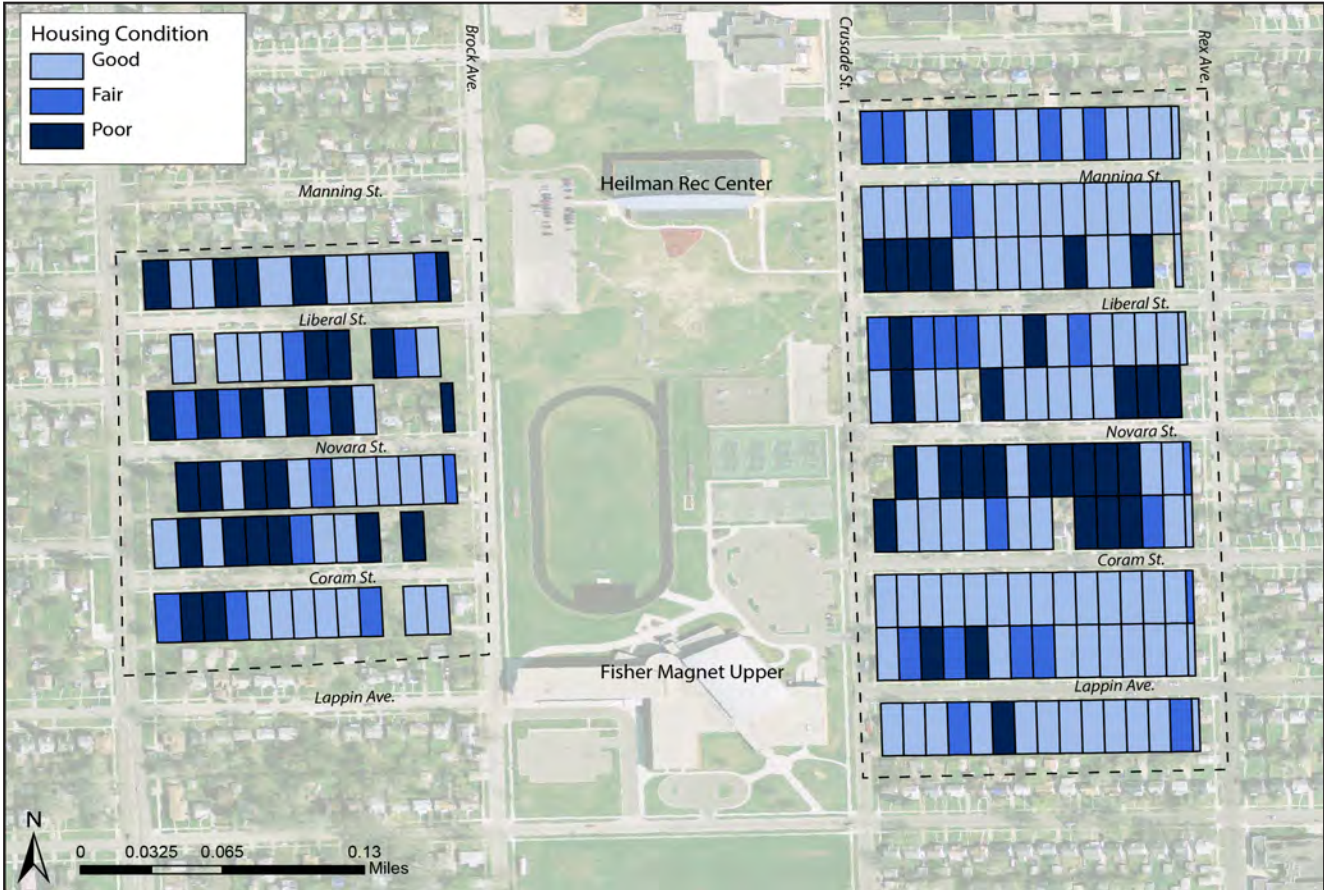 Housing Condition
Good
Fair
Poor
Brock Ave.
Crusade St.
Rex Ave.
Manning St.
Heilman Rec Center
Manning St.
Liberal St.
Liberal St.
Novara St.
Novara St.
Coram St.
Coram St.
Fisher Magnet Upper
Lappin Ave.
Lappin Ave.
N
0 0.0325 0.065 0.13
Miles